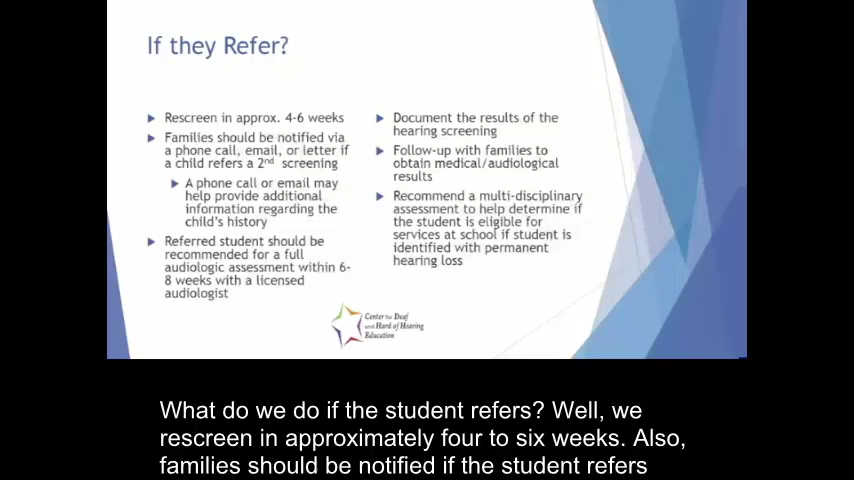 If they Refer?
Rescreen in approx. 4-6 weeks
Families should be notified via
a phone call, email, or letter if
a child refers a 2nd screening
A phone call or email may
help provide additional
information regarding the
child's history
Referred student should be
recommended for a full
audiologic assessment within 6-
8 weeks with a licensed
audiologist
Document the results of the
hearing screening
Follow-up with families to
obtain medical/audiological
results
Recommend a multi-disciplinary
assessment to help determine if
the student is eligible for
services at school if student is
identified with permanent
hearing loss
Center for Deaf
and Hard of Hearing
Education
What do we do if the student refers? Well, we
rescreen in approximately four to six weeks. Also,
families should be notified if the student refers